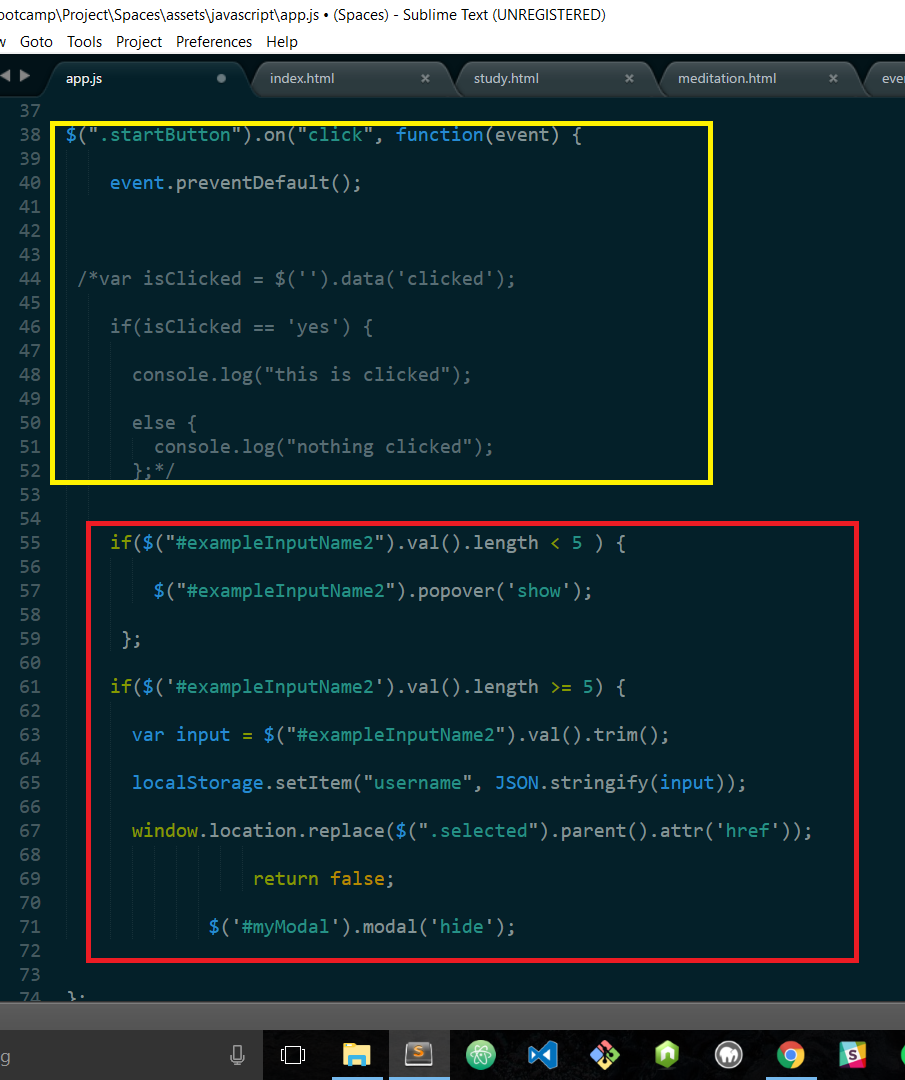 ootcamp\Project\Spaces\assets\javascript\app.js • (Spaces) - Sublime Text (UNREGISTERED)
w Goto Tools Project Preferences Help
app.js index.html study.html meditation.html eve
37
38 $(".startButton").on("click", function(event) {
39
40 event.preventDefault();
41
42
43
44 /*var isClicked = $('').data('clicked');
45
46 if(isClicked == 'yes') {
47
48 console.log("this is clicked");
49
50 else {
51 console.log("nothing clicked");
52 };*/
53
54
55 if($("#exampleInputName2").val().length < 5 ) {
56
57 $("#exampleInputName2").popover('show');
58
59 };
60
61 if($('#exampleInputName2').val().length >= 5) {
62
63 var input = $("#exampleInputName2").val().trim();
64
65 localStorage.setItem("username", JSON.stringify(input));
66
67 window.location.replace($(".selected").parent().attr('href'));
68
69 return false;
70
71 $('#myModal').modal('hide');
72
73
74 };
g
S
S